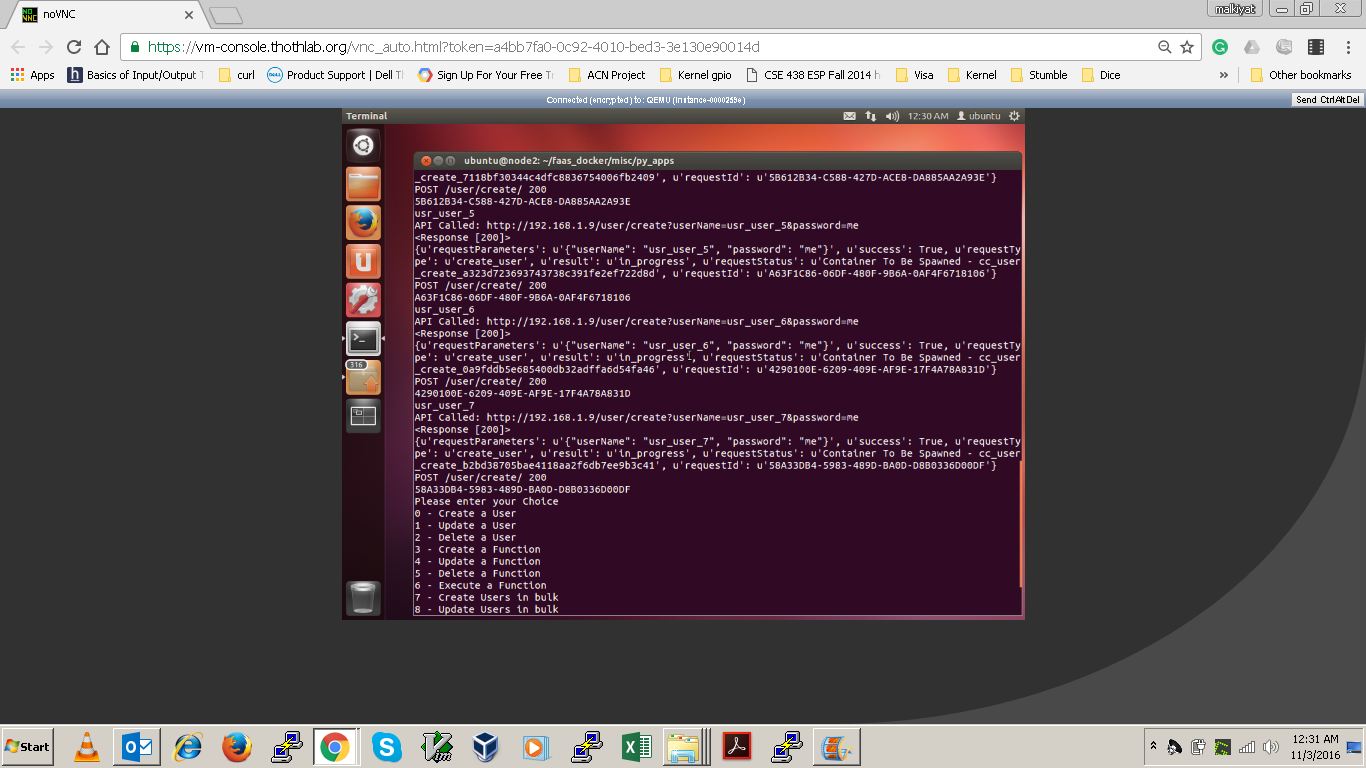 noVNC
malkiyat
https://vm-console.thothlab.org/vnc_auto.html?token=a4bb7fa0-0c92-4010-bed3-3e130e90014d
Apps Basics of Input/Output curl Product Support | Dell Sign Up For Your Free ACN Project Kernel gpio CSE 438 ESP Fall 2014 Visa Kernel Stumble Dice » Other bookmarks
Connected (encrypted) to: QEMU Send CtrlAltDel
Terminal 12:30 AM ubuntu
ubuntu@node2: ~/faas_docker/misc/py_apps
_create_7118bf30344c4dfc8836754006fb2409', u'requestId': u'5B612B34-C588-427D-ACE8-DA885AA2A93E'}
POST /user/create/ 200
5B612B34-C588-427D-ACE8-DA885AA2A93E
usr_user_5
API Called: http://192.168.1.9/user/create?userName=usr_user_5&password=me
<Response [200]>
{u'requestParameters': u'{"userName": "usr_user_5", "password": "me"}', u'success': True, u'requestTy
pe': u'create_user', u'result': u'in_progress', u'requestStatus': u'Container To Be Spawned - cc_user
_create_a323d723693743738c391fe2ef722d8d', u'requestId': u'A63F1C86-06DF-480F-9B6A-0AF4F6718106'}
POST /user/create/ 200
A63F1C86-06DF-480F-9B6A-0AF4F6718106
usr_user_6
API Called: http://192.168.1.9/user/create?userName=usr_user_6&password=me
<Response [200]>
{u'requestParameters': u'{"userName": "usr_user_6", "password": "me"}', u'success': True, u'requestTy
pe': u'create_user', u'result': u'in_progress', u'requestStatus': u'Container To Be Spawned - cc_user
_create_0a9fddb5e685400db32adffa6d54fa46', u'requestId': u'4290100E-6209-409E-AF9E-17F4A78A831D'}
POST /user/create/ 200
4290100E-6209-409E-AF9E-17F4A78A831D
usr_user_7
API Called: http://192.168.1.9/user/create?userName=usr_user_7&password=me
<Response [200]>
{u'requestParameters': u'{"userName": "usr_user_7", "password": "me"}', u'success': True, u'requestTy
pe': u'create_user', u'result': u'in_progress', u'requestStatus': u'Container To Be Spawned - cc_user
_create_b2bd38705bae4118aa2f6db7ee9b3c41', u'requestId': u'58A33DB4-5983-489D-BA0D-D8B0336D00DF'}
POST /user/create/ 200
58A33DB4-5983-489D-BA0D-D8B0336D00DF
Please enter your Choice
0 - Create a User
1 - Update a User
2 - Delete a User
3 - Create a Function
4 - Update a Function
5 - Delete a Function
6 - Execute a Function
7 - Create Users in bulk
8 - Update Users in bulk
316
Start
12:31 AM
11/3/2016